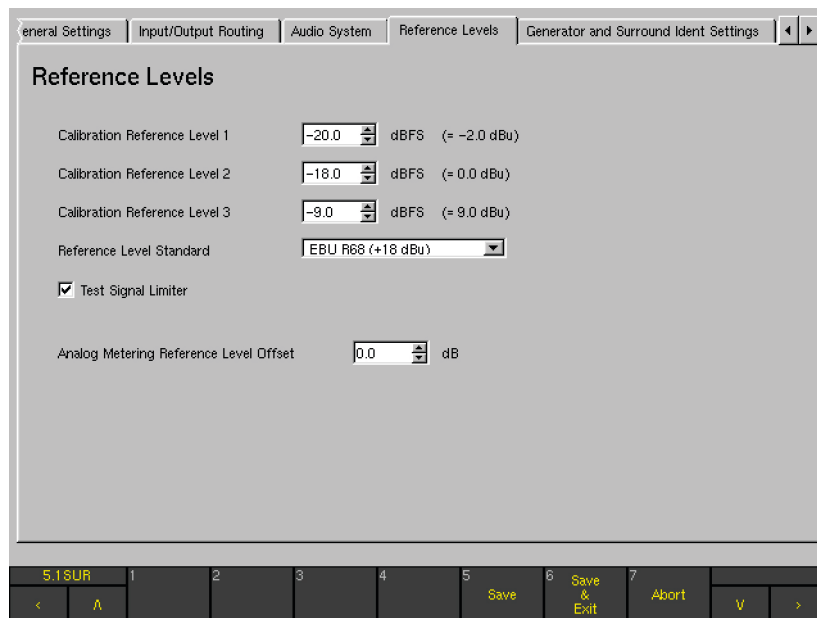 eneral Settings
Input/Output Routing
Audio System
Reference Levels
Generator and Surround Ident Settings
Reference Levels
Calibration Reference Level 1 -20.0 dBFS (= -2.0 dBu)
Calibration Reference Level 2 -18.0 dBFS (= 0.0 dBu)
Calibration Reference Level 3 -9.0 dBFS (= 9.0 dBu)
Reference Level Standard EBU R68 (+18 dBu)
Test Signal Limiter
Analog Metering Reference Level Offset 0.0 dB
5.1SUR
1
2
3
4
5
Save
6
Save
&
Exit
7
Abort
< Λ
V >